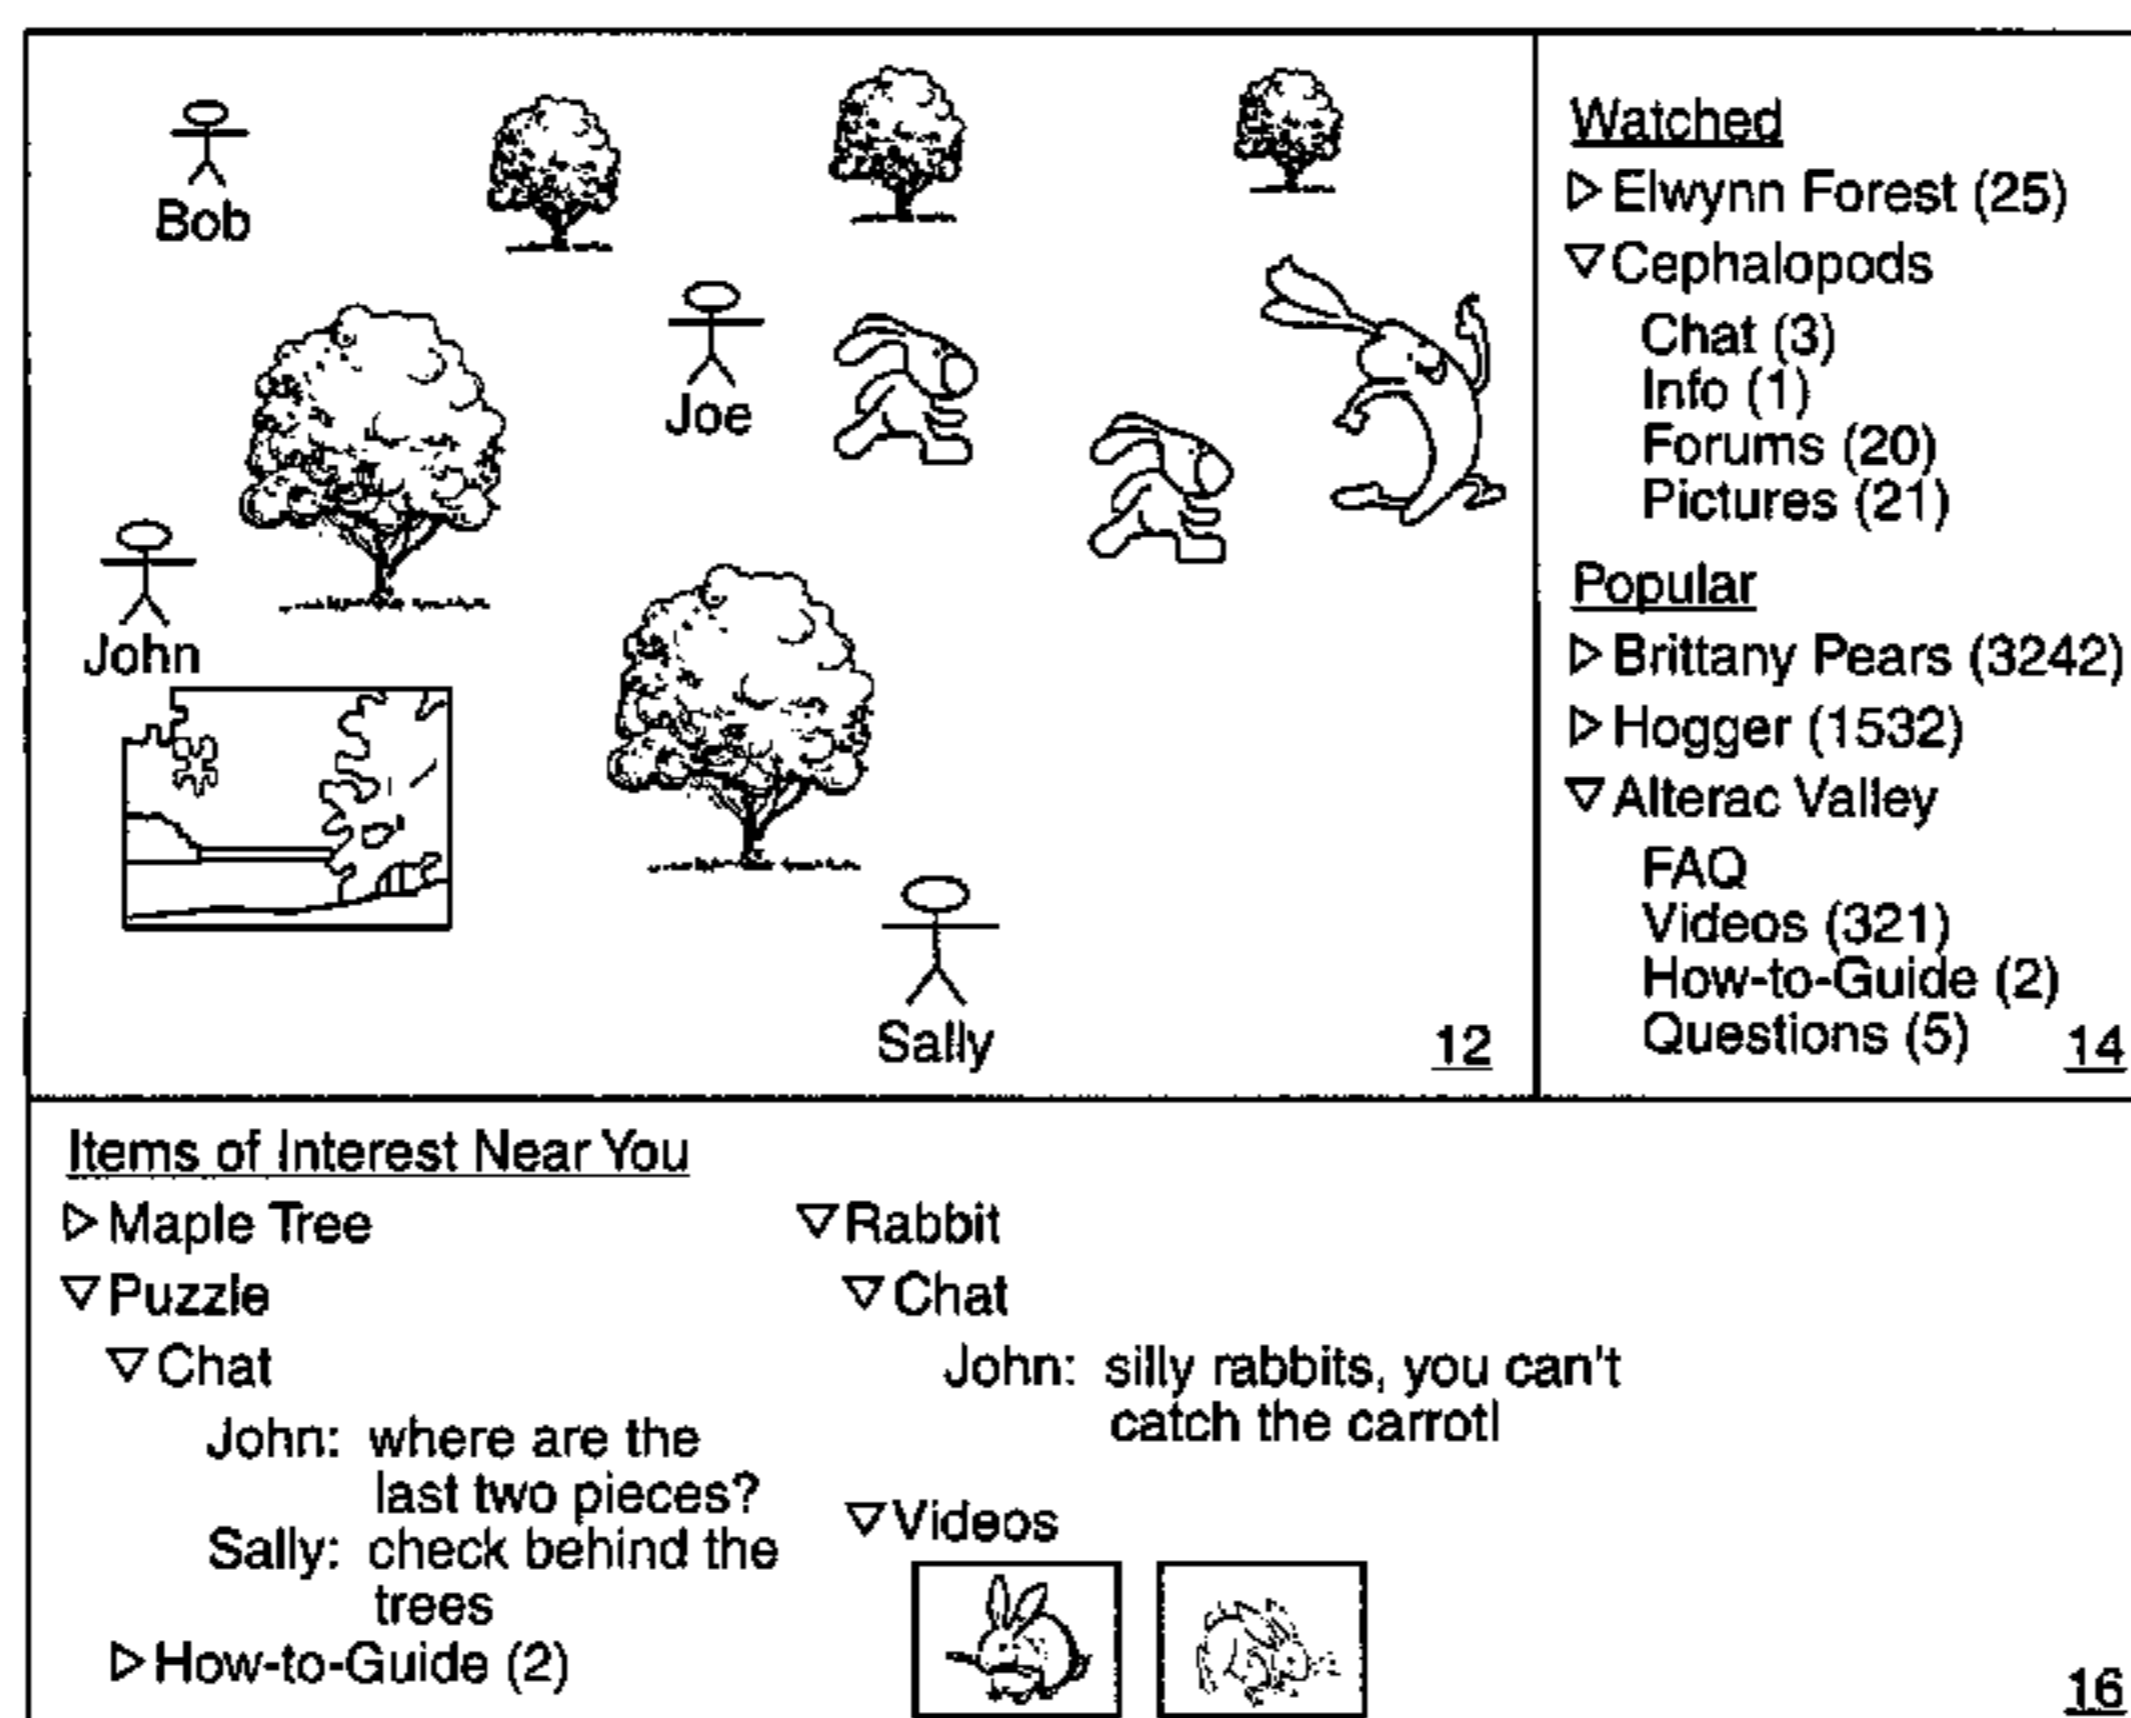 Bob
Joe
John
Sally
12
Watched
▷ Elwynn Forest (25)
▽ Cephalopods
Chat (3)
Info (1)
Forums (20)
Pictures (21)
Popular
▷ Brittany Pears (3242)
▷ Hogger (1532)
▽ Alterac Valley
FAQ
Videos (321)
How-to-Guide (2)
Questions (5)
14
Items of Interest Near You
▷ Maple Tree
▽ Puzzle
▽ Chat
John: where are the
last two pieces?
Sally: check behind the
trees
▷ How-to-Guide (2)
▽ Rabbit
▽ Chat
John: silly rabbits, you can't
catch the carrot!
▽ Videos
16